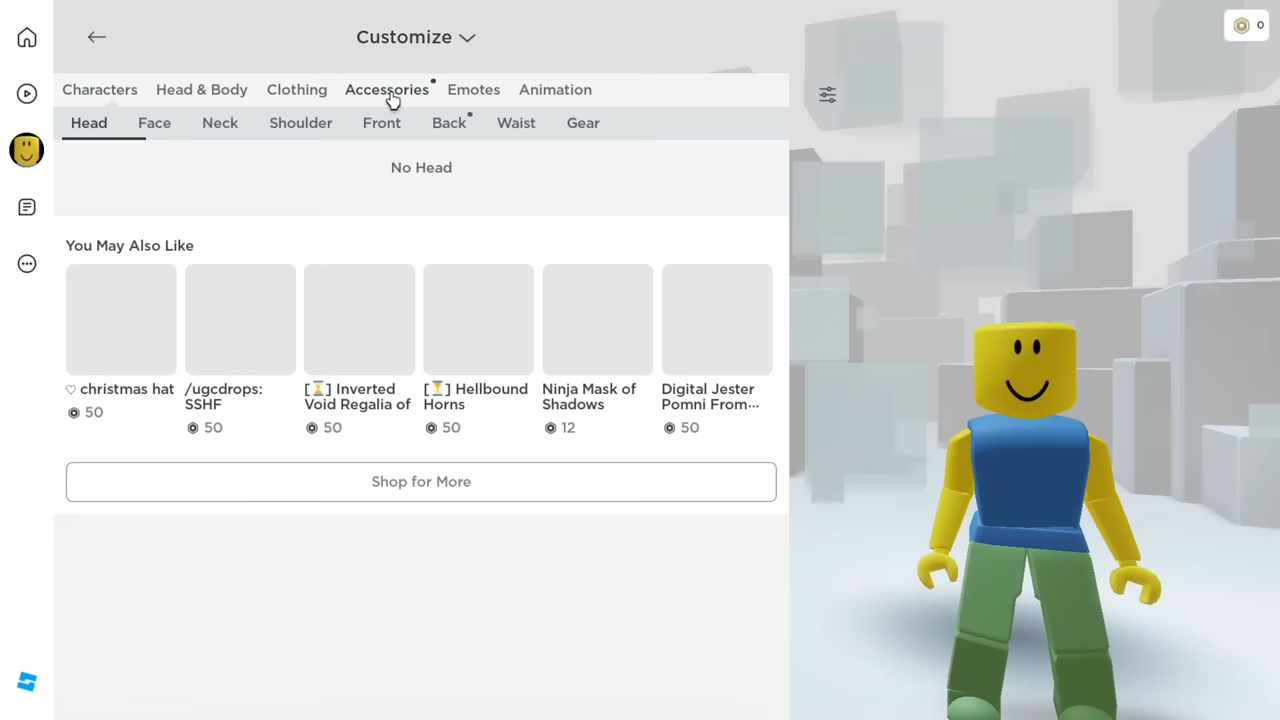 Customize
0
Characters Head & Body Clothing Accessories Emotes Animation
Head Face Neck Shoulder Front Back Waist Gear
No Head
You May Also Like
♡ christmas hat
50
/ugcdrops:
SSHF
50
[⏳] Inverted
Void Regalia of
50
[⏳] Hellbound
Horns
50
Ninja Mask of
Shadows
12
Digital Jester
Pomni From...
50
Shop for More